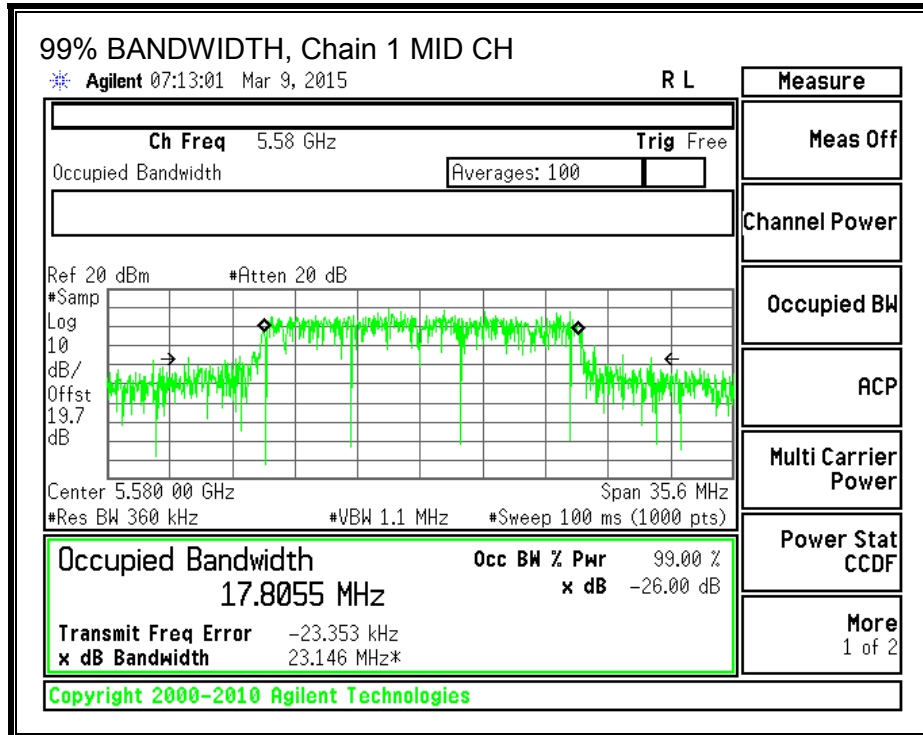 99% BANDWIDTH, Chain 1 MID CH
Agilent 07:13:01 Mar 9, 2015 R L
Measure
Meas Off
Channel Power
Occupied BW
ACP
Multi Carrier
Power
Power Stat
CCDF
More
1 of 2
Ch Freq 5.58 GHz Trig Free
Occupied Bandwidth Averages: 100
Ref 20 dBm #Atten 20 dB
#Samp
Log
10
dB/
Offst
19.7
dB
Center 5.580 00 GHz Span 35.6 MHz
#Res BW 360 kHz #VBW 1.1 MHz #Sweep 100 ms (1000 pts)
Occupied Bandwidth Occ BW % Pwr 99.00 %
17.8055 MHz x dB -26.00 dB
Transmit Freq Error -23.353 kHz
x dB Bandwidth 23.146 MHz*
Copyright 2000-2010 Agilent Technologies